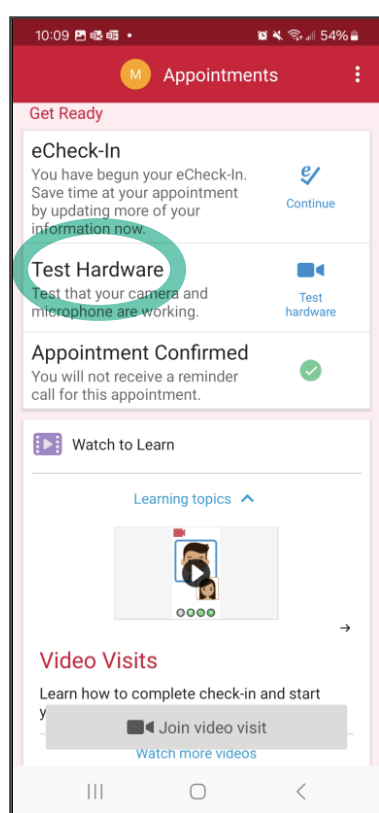 10:09 54%
M Appointments
Get Ready
eCheck-In
You have begun your eCheck-In.
Save time at your appointment
by updating more of your
information now.
Continue
Test Hardware
Test that your camera and
microphone are working.
Test
hardware
Appointment Confirmed
You will not receive a reminder
call for this appointment.
Watch to Learn
Learning topics
Video Visits
Learn how to complete check-in and start
y
Join video visit
Watch more videos